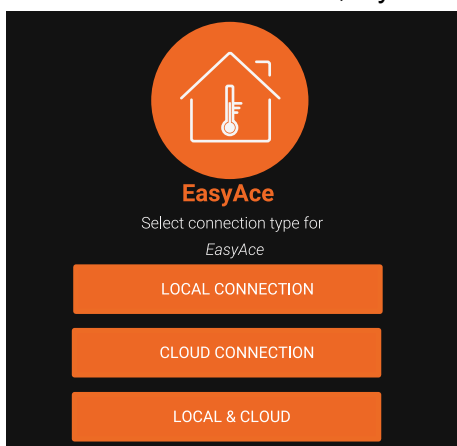 EasyAce
Select connection type for
EasyAce
LOCAL CONNECTION
CLOUD CONNECTION
LOCAL & CLOUD